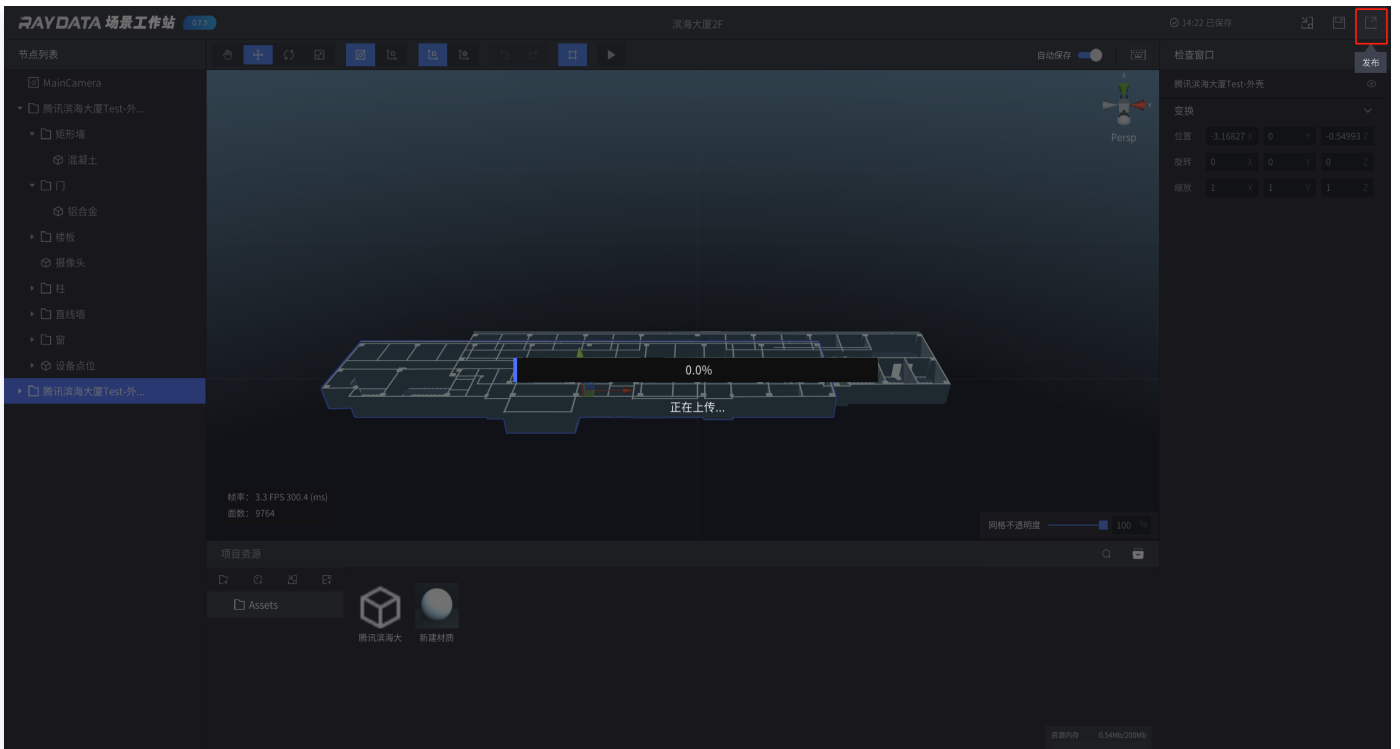 RAYDATA 场景工作站 0.7.3
滨海大厦2F
14:22 已保存
发布
节点列表
自动保存
检查窗口
MainCamera
腾讯滨海大厦Test-外...
矩形墙
混凝土
门
铝合金
楼板
摄像头
柱
直线墙
窗
设备点位
腾讯滨海大厦Test-外...
Y
X
Persp
0.0%
正在上传...
帧率: 3.3 FPS 300.4 (ms)
面数: 9764
网格不透明度 100 %
腾讯滨海大厦Test-外壳
变换
位置 -3.16827 X 0 Y -0.54993 Z
旋转 0 X 0 Y 0 Z
缩放 1 X 1 Y 1 Z
项目资源
Assets
腾讯滨海大
新建材质
资源内存 0.54Mb/200Mb